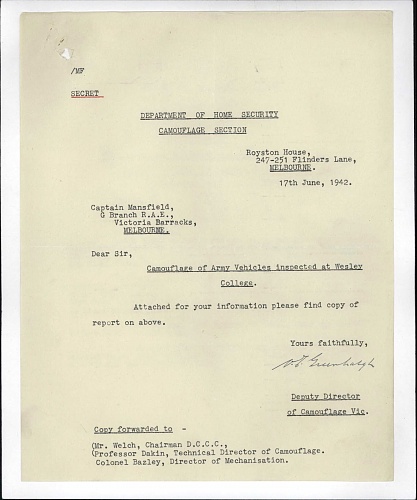 /MF
SECRET
DEPARTMENT OF HOME SECURITY
CAMOUFLAGE SECTION
Royston House,
247-251 Flinders Lane,
MELBOURNE.
17th June, 1942.
Captain Mansfield,
G Branch R.A.E.,
Victoria Barracks,
MELBOURNE.
Dear Sir,
Camouflage of Army Vehicles inspected at Wesley
College.
Attached for your information please find copy of
report on above.
Yours faithfully,
Deputy Director
of Camouflage Vic.
Copy forwarded to -
(Mr. Welch, Chairman D.C.C.C.,
(Professor Dakin, Technical Director of Camouflage.
Colonel Bazley, Director of Mechanisation.